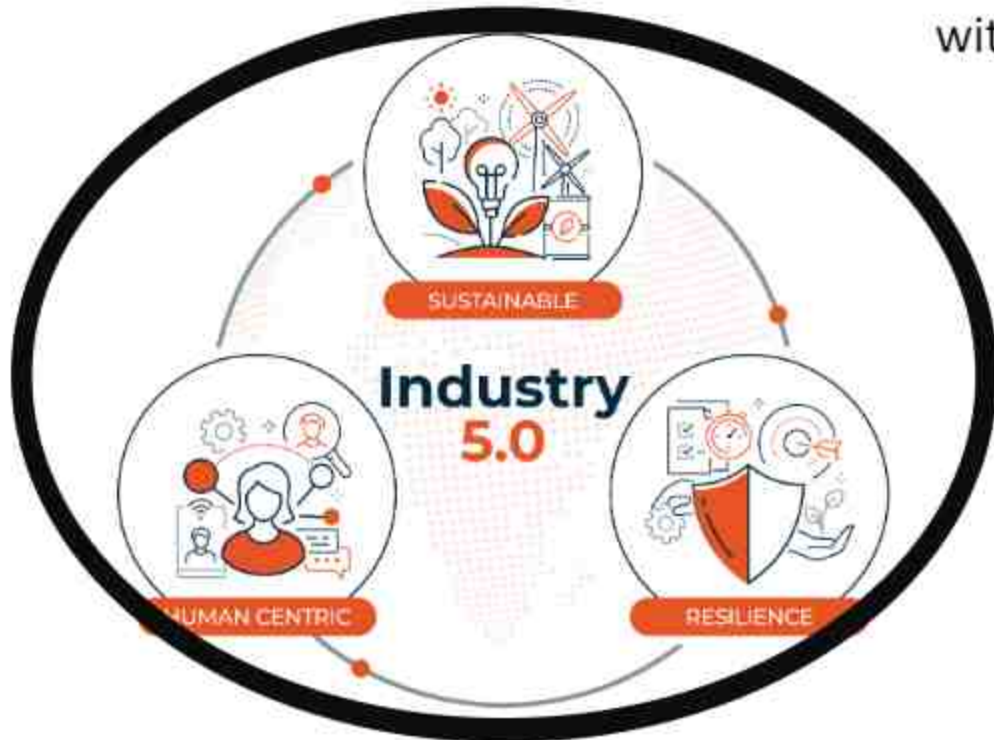 wit
SUSTAINABLE
Industry
5.0
HUMAN CENTRIC
RESILIENCE